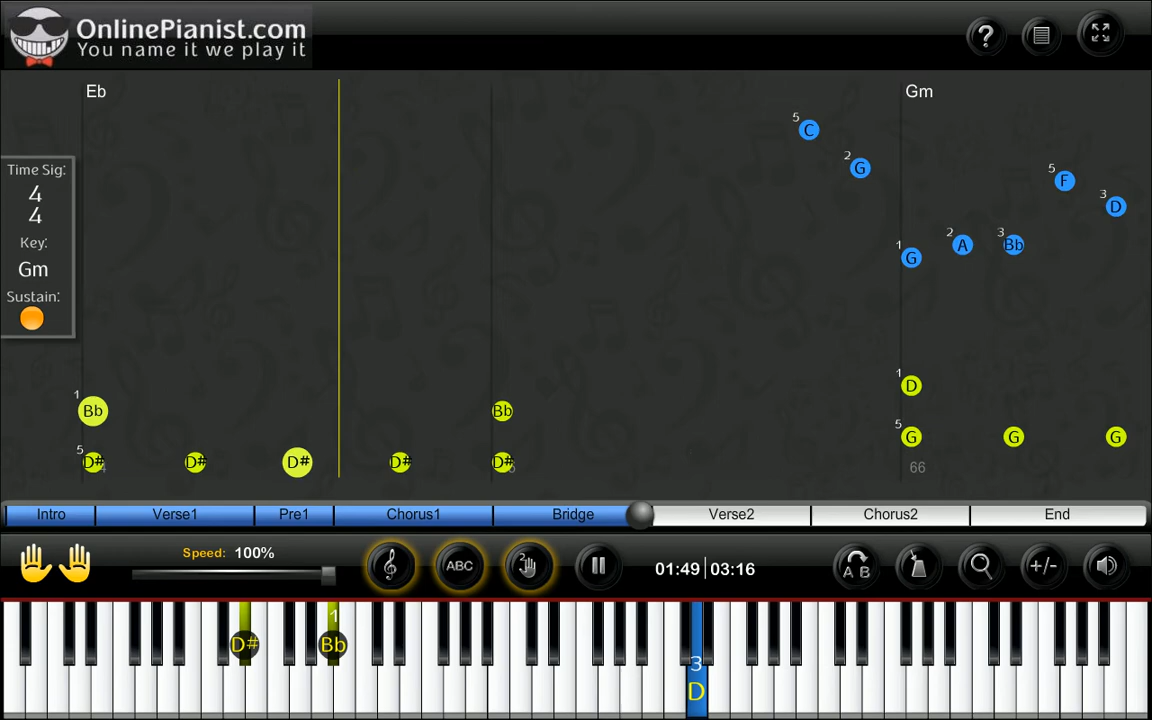 OnlinePianist.com
You name it we play it
?
Eb
Gm
5 C
2 G
5 F
3 D
Time Sig:
4
4
Key:
Gm
Sustain:
1 G
2 A
3 Bb
1 Bb
Bb
1 D
5 D#
D#
D#
D#
D#
5 G
G
G
66
Intro Verse1 Pre1 Chorus1 Bridge Verse2 Chorus2 End
Speed: 100%
ABC
2
01:49 | 03:16
A B
+/-
1
D# Bb
3
D